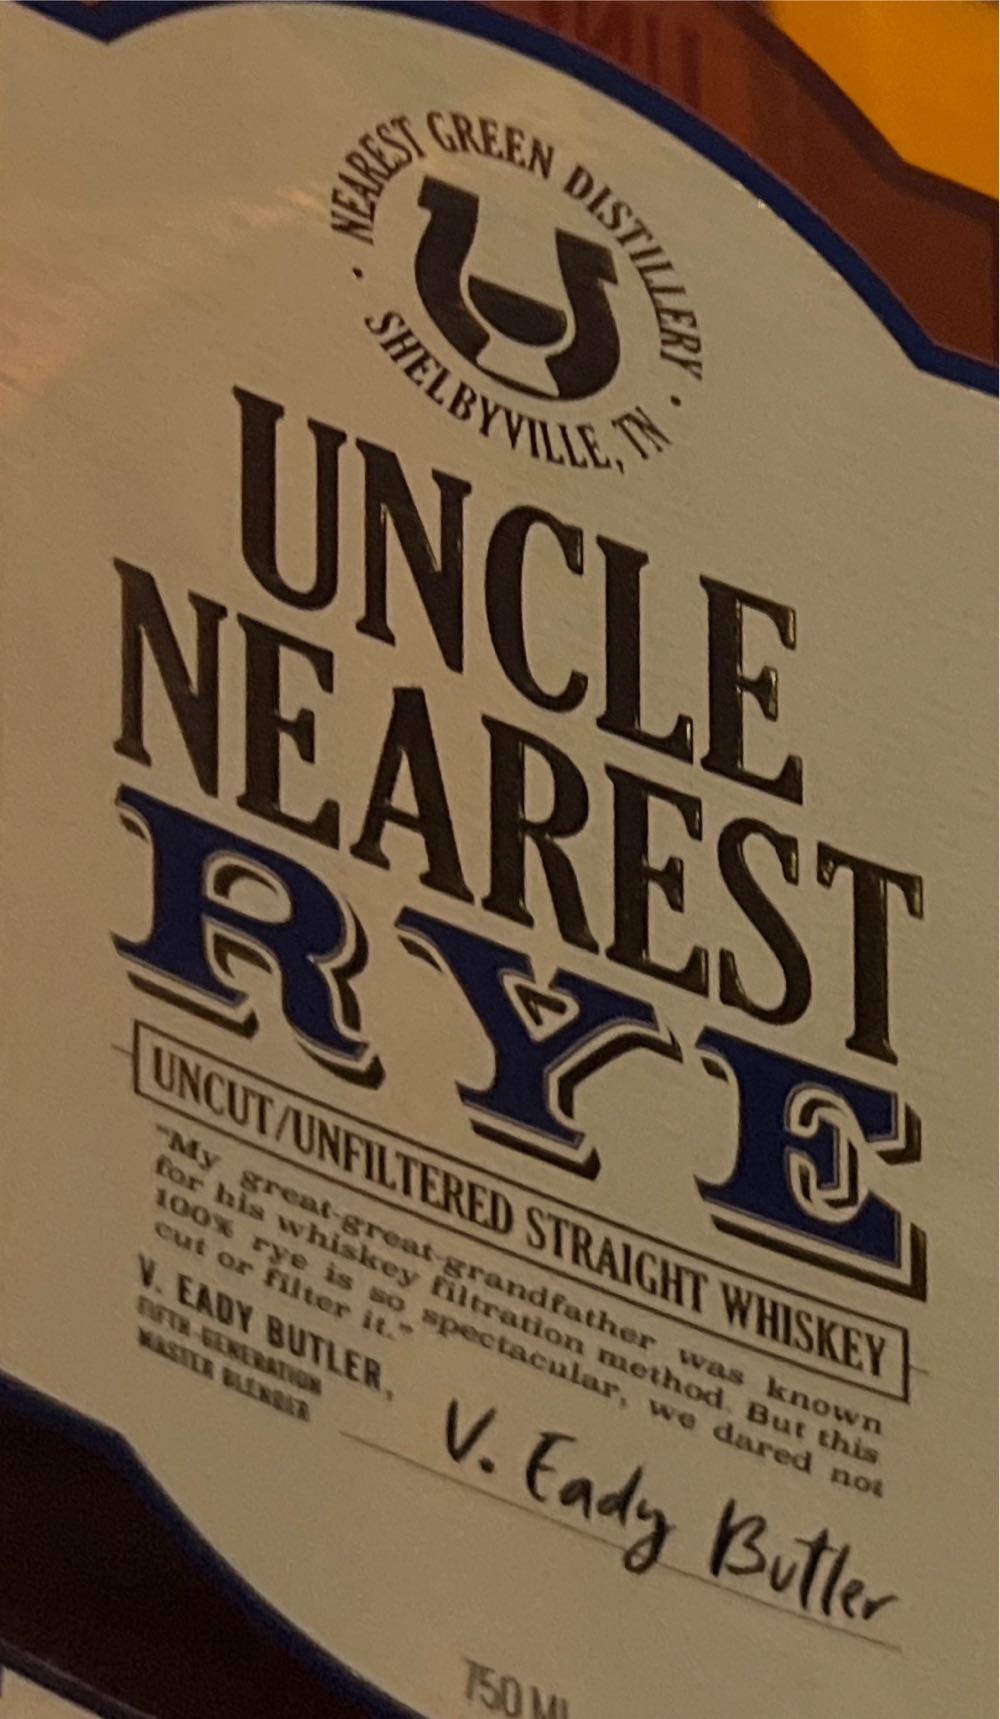 NEAREST GREEN DISTILLERY
SHELBYVILLE, TN
UNCLE
NEAREST
RYE
UNCUT/UNFILTERED STRAIGHT WHISKEY
"My great-great-grandfather was known
for his whiskey filtration method. But this
100% rye is so spectacular, we dared not
cut or filter it."
V. EADY BUTLER,
FIFTH-GENERATION
MASTER BLENDER
V. Eady Butler
750 ML